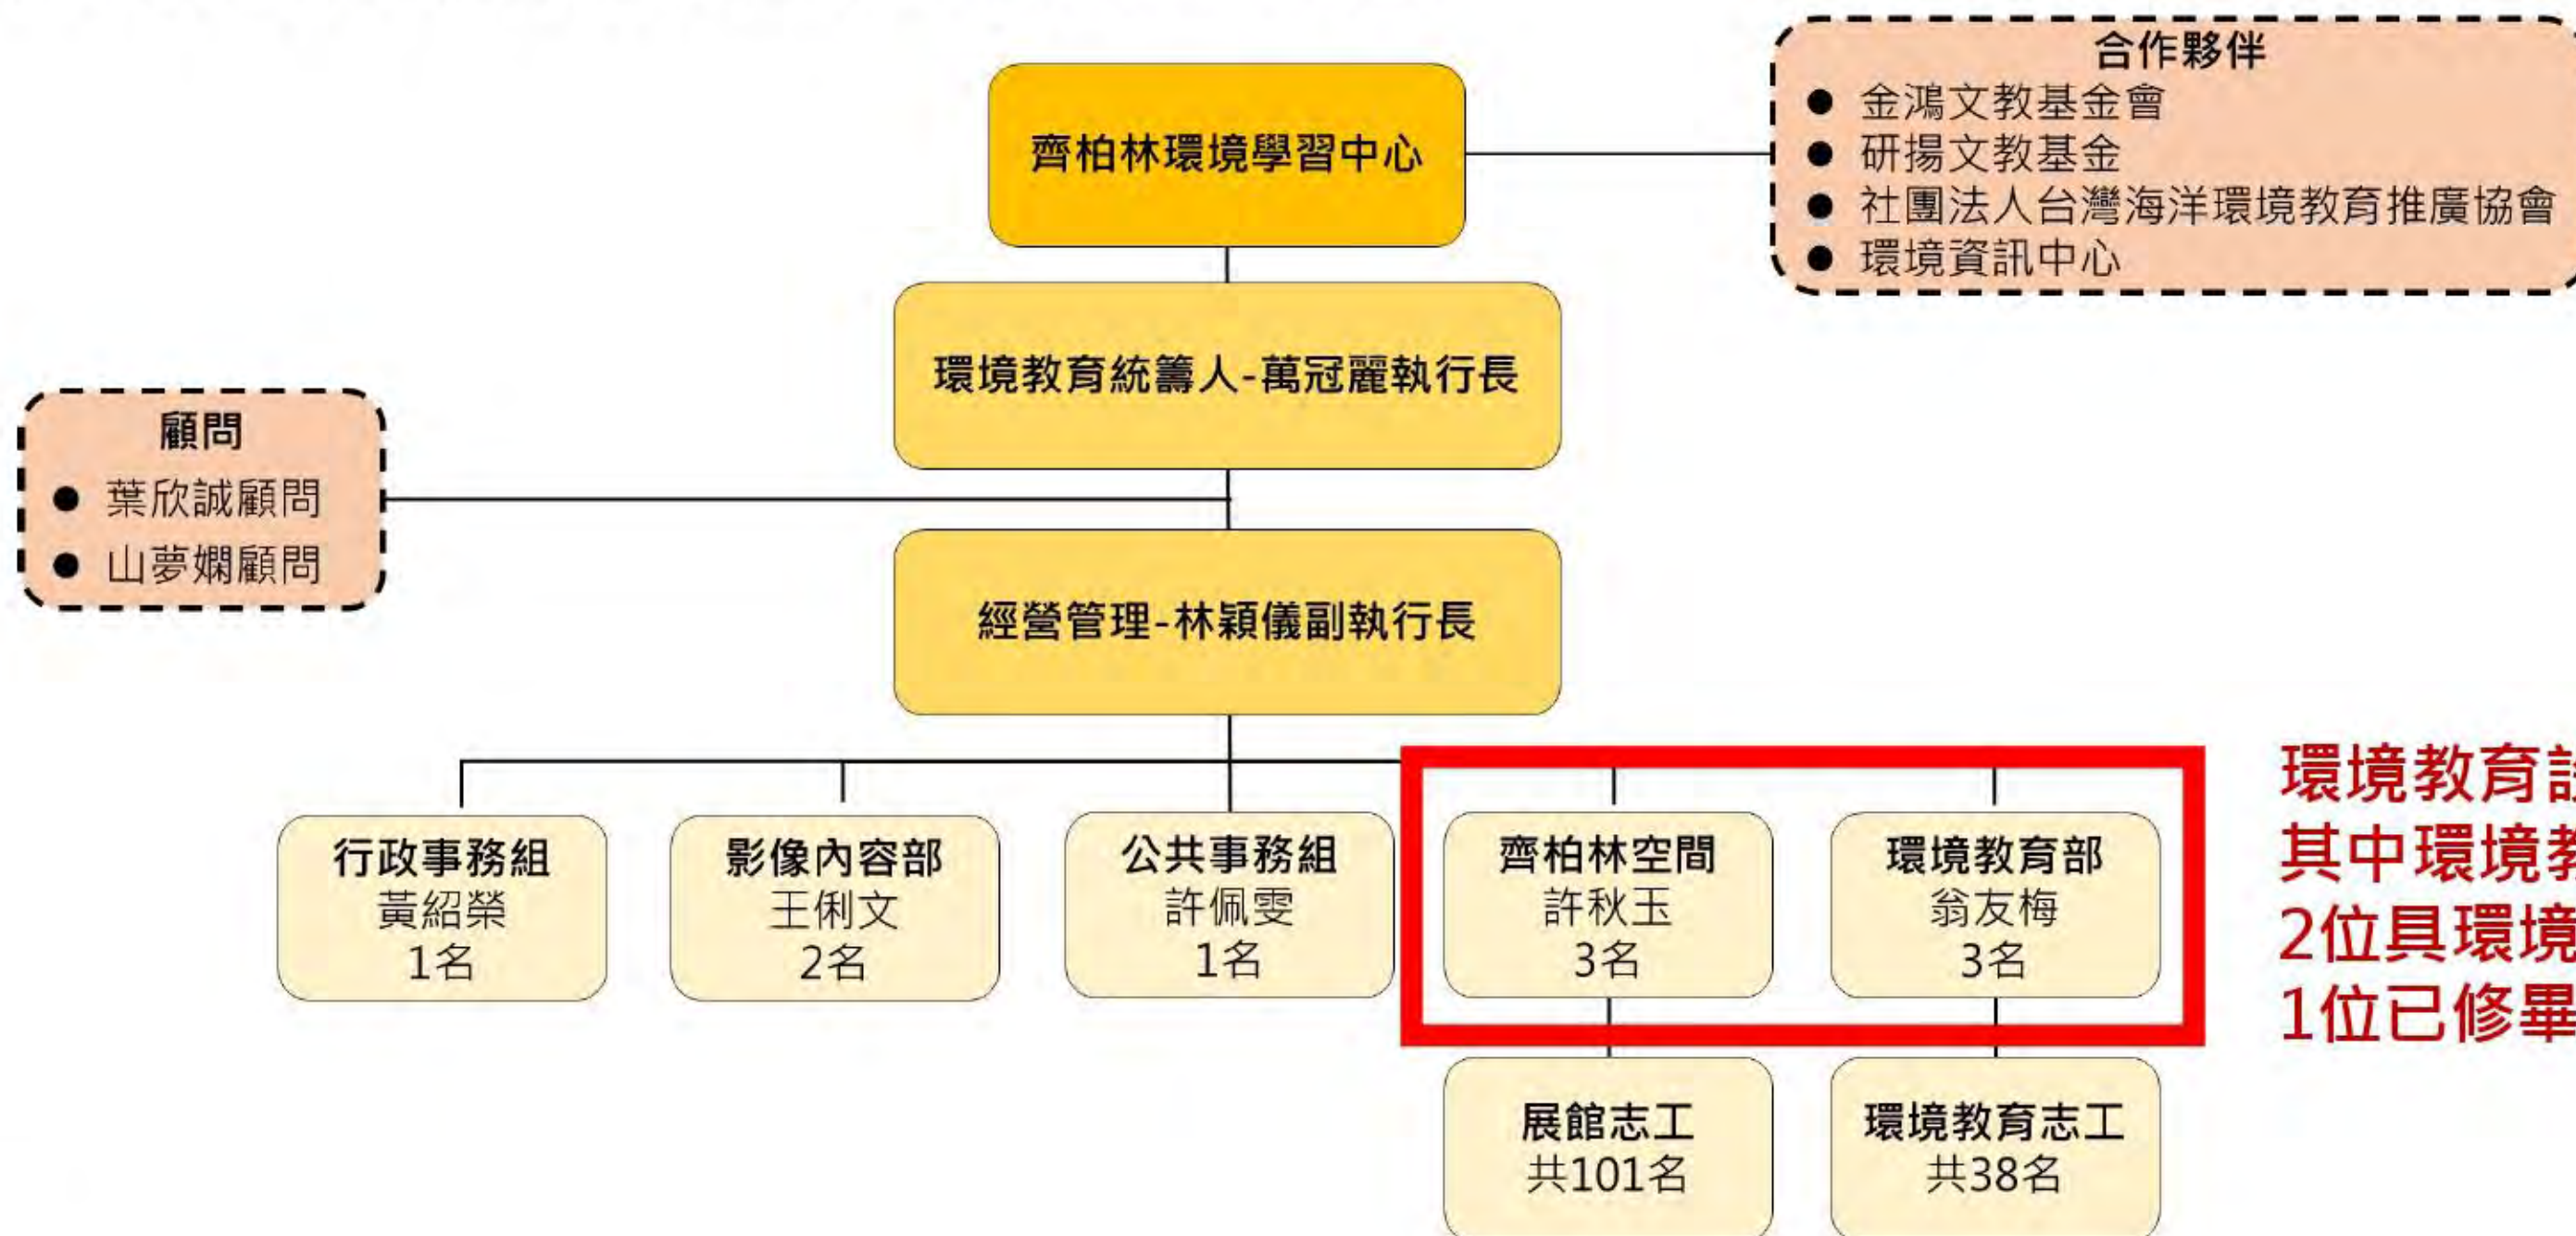 合作夥伴
● 金鴻文教基金會
● 研揚文教基金
● 社團法人台灣海洋環境教育推廣協會
● 環境資訊中心
齊柏林環境學習中心
環境教育統籌人-萬冠麗執行長
顧問
● 葉欣誠顧問
● 山夢嫻顧問
經營管理-林穎儀副執行長
行政事務組
黃紹榮
1名
影像內容部
王俐文
2名
公共事務組
許佩雯
1名
齊柏林空間
許秋玉
3名
環境教育部
翁友梅
3名
環境教育
其中環境教
2位具環境
1位已修畢
展館志工
共101名
環境教育志工
共38名